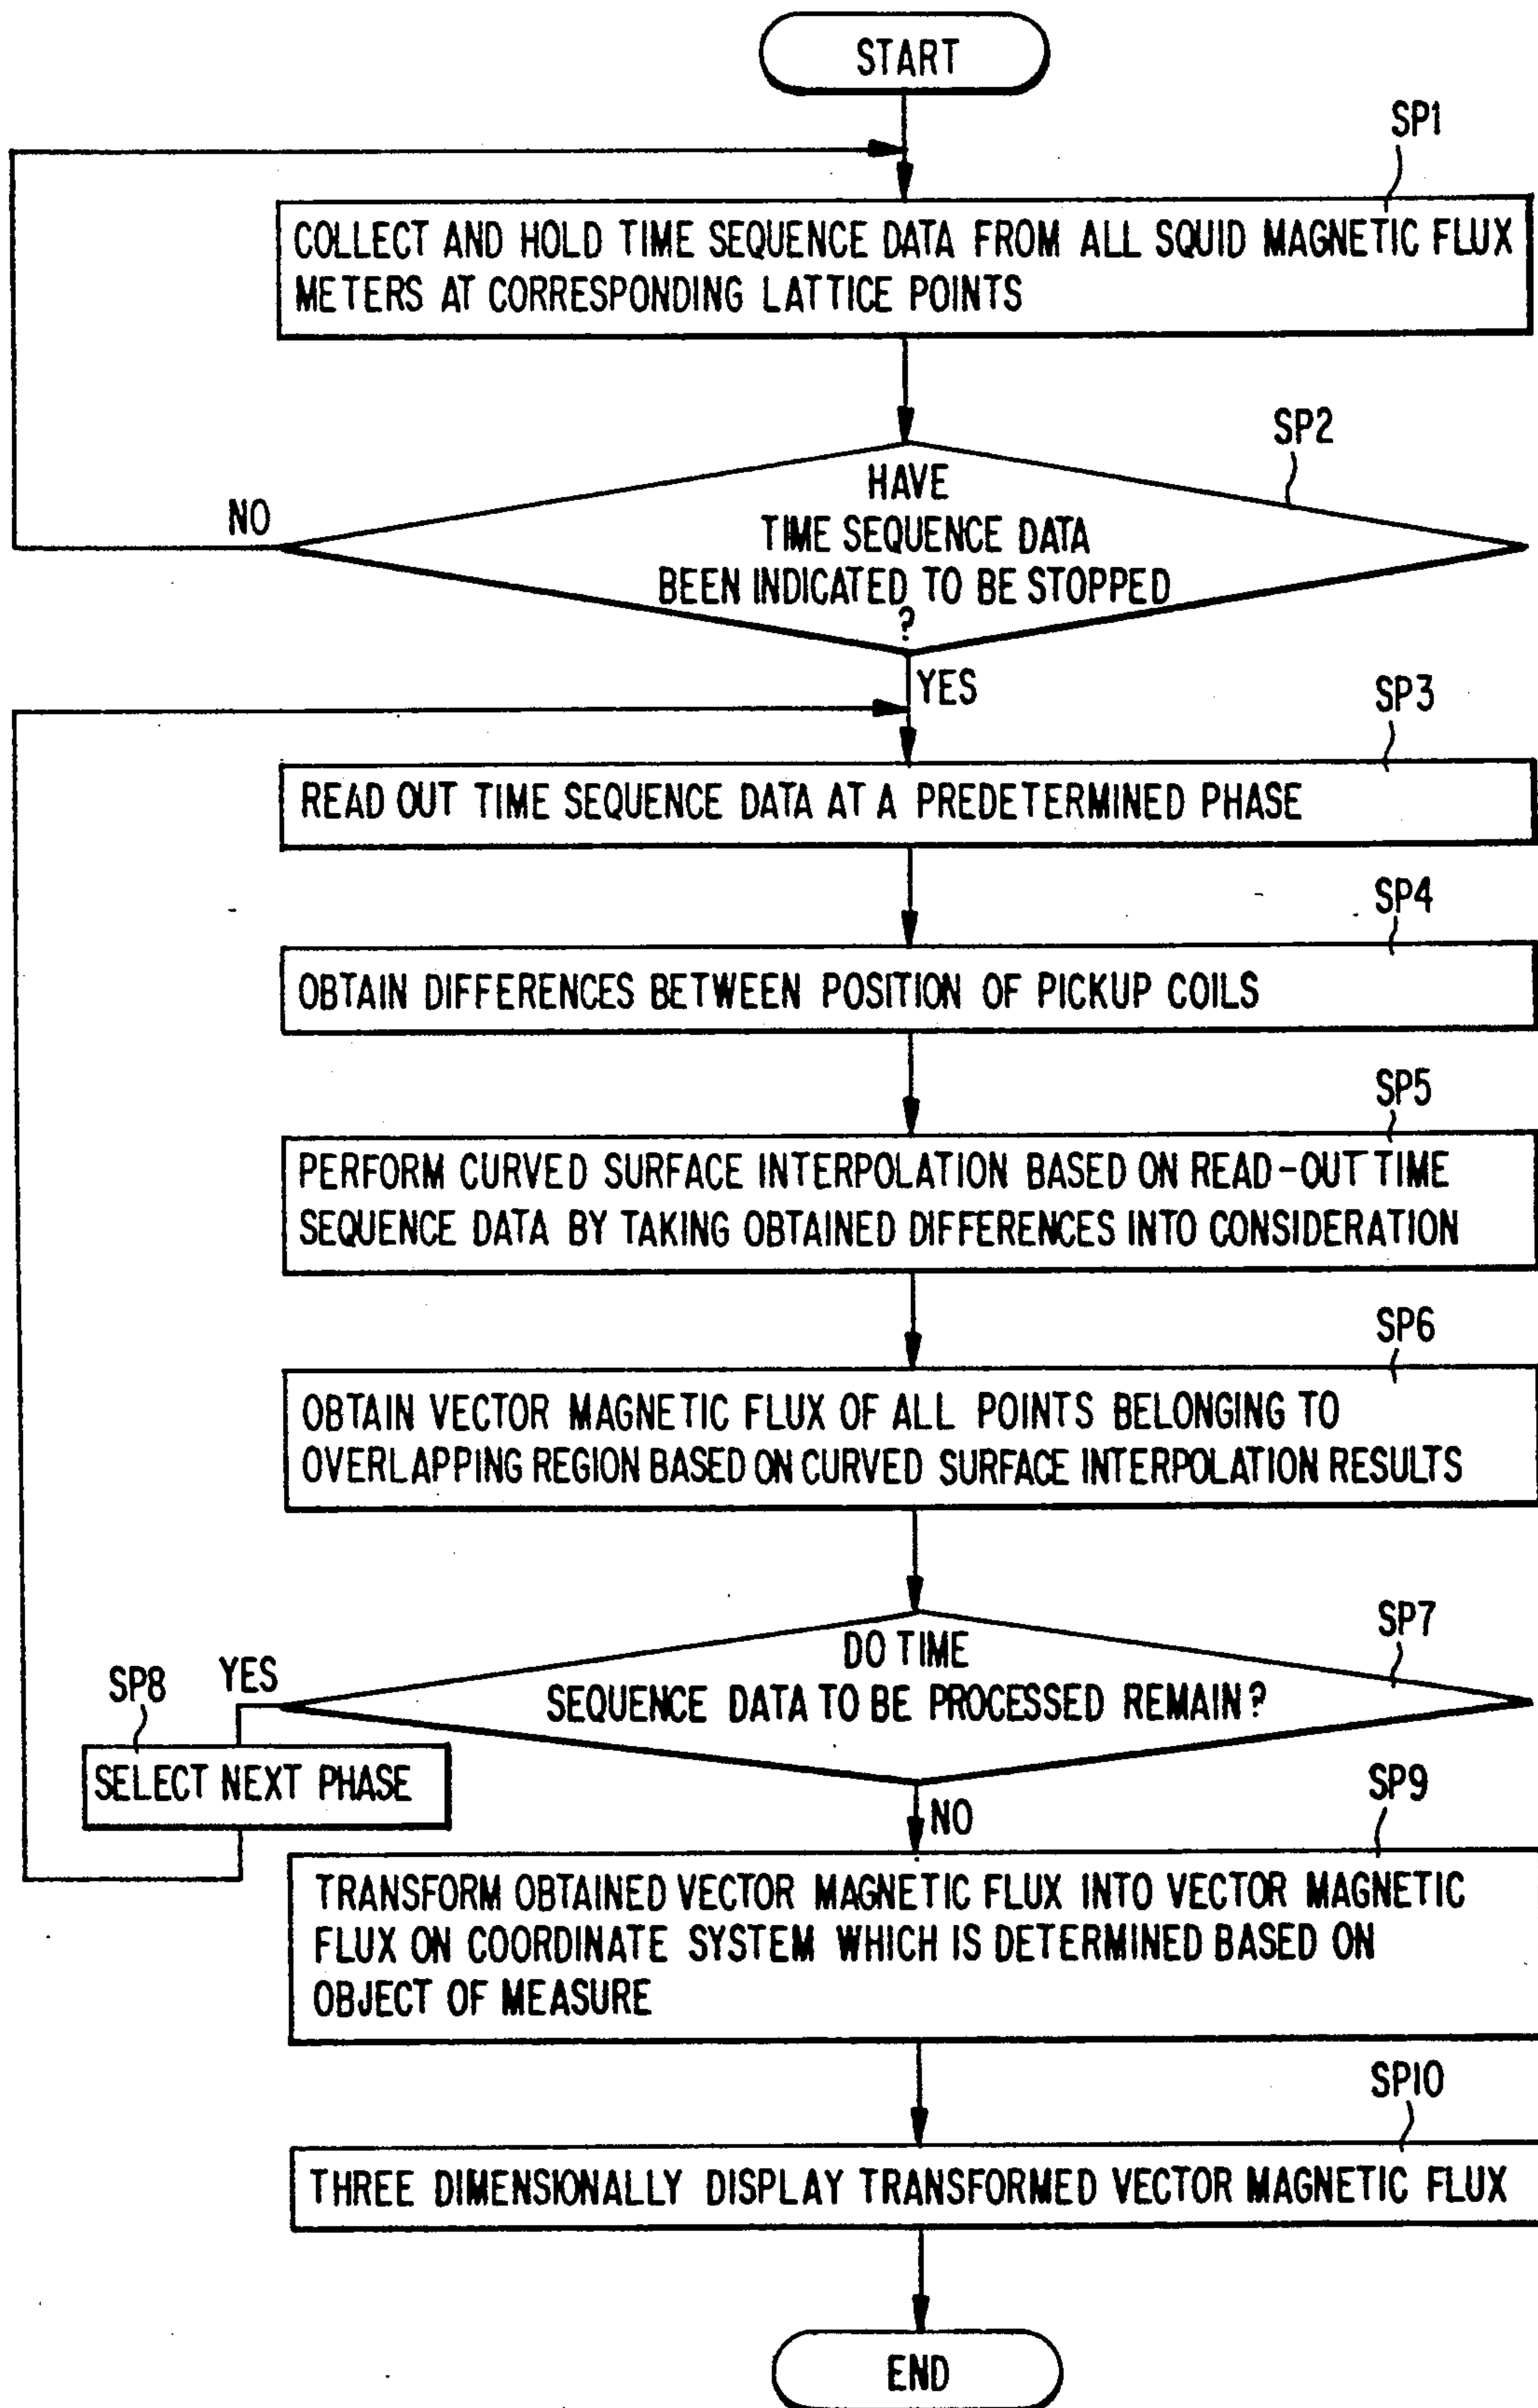 START
SP1
COLLECT AND HOLD TIME SEQUENCE DATA FROM ALL SQUID MAGNETIC FLUX
METERS AT CORRESPONDING LATTICE POINTS
SP2
HAVE
TIME SEQUENCE DATA
BEEN INDICATED TO BE STOPPED
?
NO
YES
SP3
READ OUT TIME SEQUENCE DATA AT A PREDETERMINED PHASE
SP4
OBTAIN DIFFERENCES BETWEEN POSITION OF PICKUP COILS
SP5
PERFORM CURVED SURFACE INTERPOLATION BASED ON READ-OUT TIME
SEQUENCE DATA BY TAKING OBTAINED DIFFERENCES INTO CONSIDERATION
SP6
OBTAIN VECTOR MAGNETIC FLUX OF ALL POINTS BELONGING TO
OVERLAPPING REGION BASED ON CURVED SURFACE INTERPOLATION RESULTS
SP7
DO TIME
SEQUENCE DATA TO BE PROCESSED REMAIN?
YES
SP8
SELECT NEXT PHASE
NO
SP9
TRANSFORM OBTAINED VECTOR MAGNETIC FLUX INTO VECTOR MAGNETIC
FLUX ON COORDINATE SYSTEM WHICH IS DETERMINED BASED ON
OBJECT OF MEASURE
SP10
THREE DIMENSIONALLY DISPLAY TRANSFORMED VECTOR MAGNETIC FLUX
END